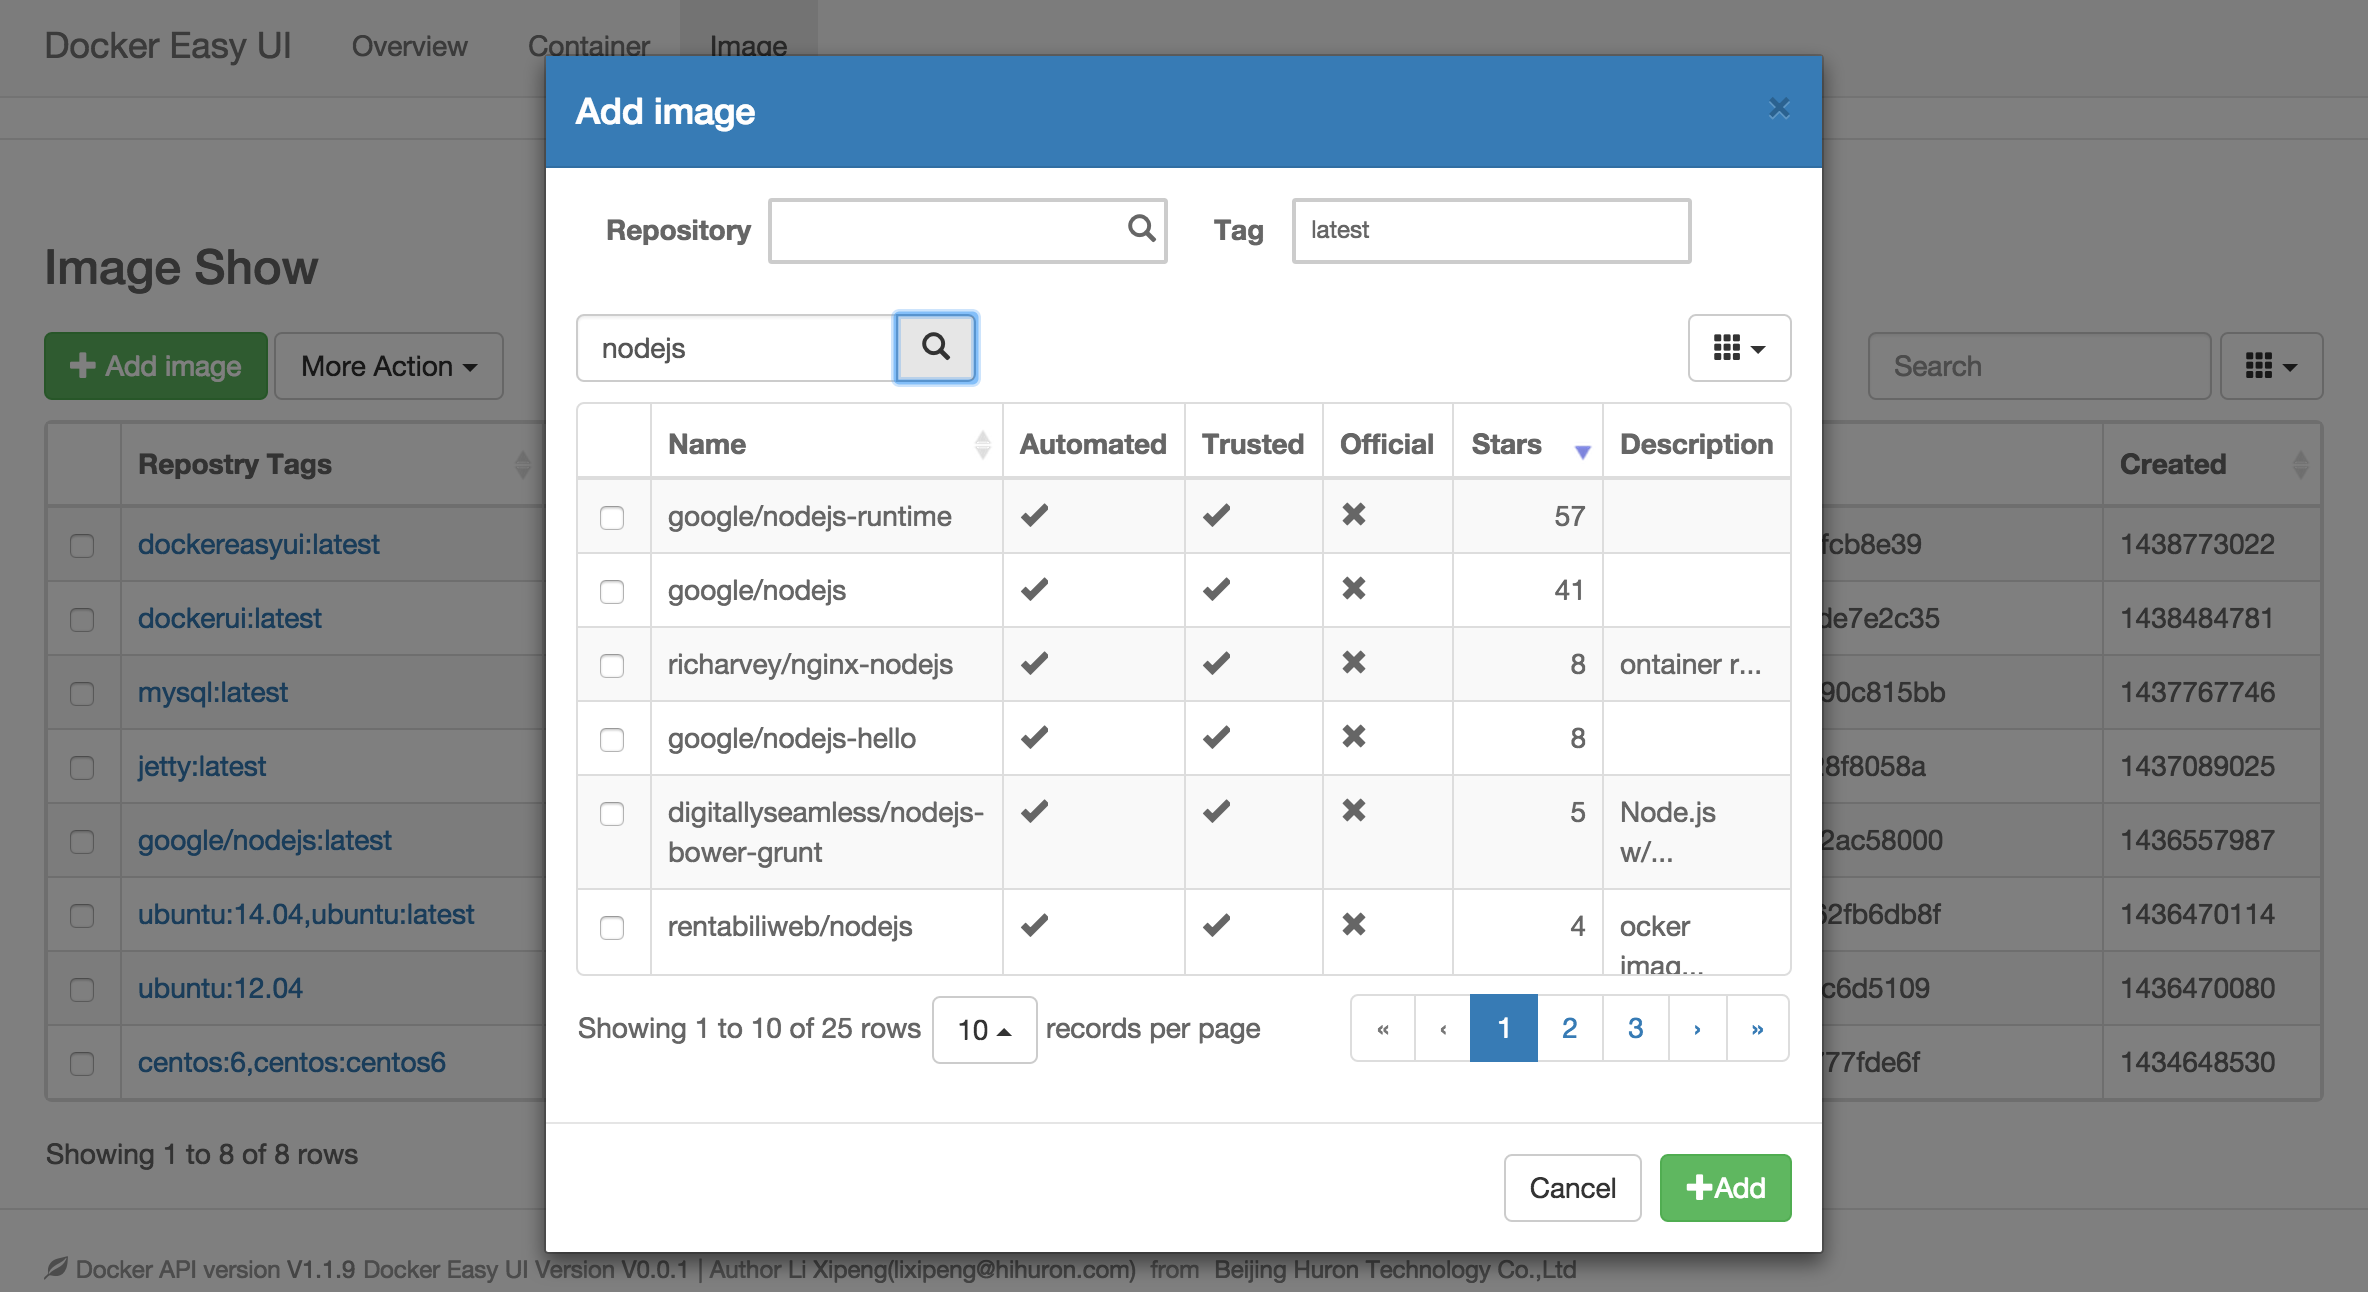 Docker Easy UI Overview Container Image
Add image ×
Repository Tag latest
Image Show
nodejs
Add image More Action Search
Name Automated Trusted Official Stars Description
Repostry Tags Created
google/nodejs-runtime 57
dockereasyui:latest fcb8e39 1438773022
google/nodejs 41
dockerui:latest de7e2c35 1438484781
richarvey/nginx-nodejs 8 ontainer r...
mysql:latest 90c815bb 1437767746
google/nodejs-hello 8
jetty:latest 8f8058a 1437089025
digitallyseamless/nodejs- 5 Node.js
google/nodejs:latest 2ac58000 1436557987
bower-grunt w/...
ubuntu:14.04,ubuntu:latest 2fb6db8f 1436470114
rentabiliweb/nodejs 4 ocker
imag...
ubuntu:12.04 c6d5109 1436470080
Showing 1 to 10 of 25 rows 10 records per page « ‹ 1 2 3 › »
centos:6,centos:centos6 77fde6f 1434648530
Showing 1 to 8 of 8 rows
Cancel Add
Docker API version V1.1.9 Docker Easy UI Version V0.0.1 | Author Li Xipeng(lixipeng@hihuron.com) from Beijing Huron Technology Co.,Ltd